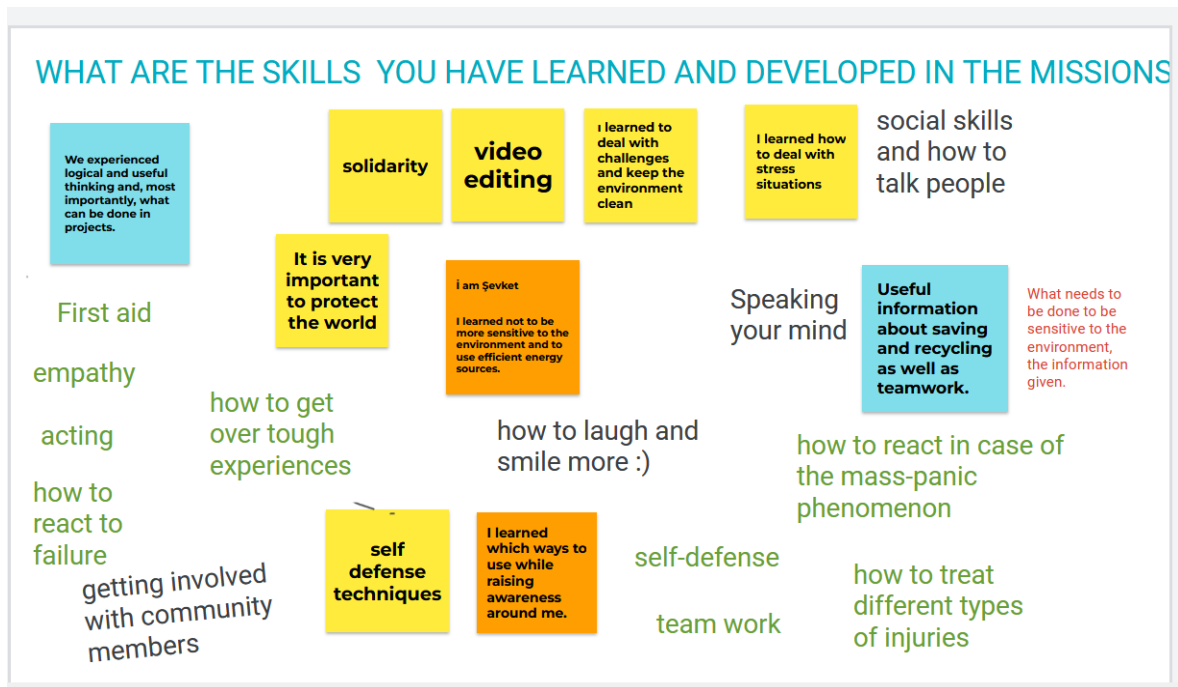 WHAT ARE THE SKILLS YOU HAVE LEARNED AND DEVELOPED IN THE MISSIONS
We experienced
logical and useful
thinking and, most
importantly, what
can be done in
projects.
solidarity
video
editing
ı learned to
deal with
challenges
and keep the
environment
clean
I learned how
to deal with
stress
situations
social skills
and how to
talk people
It is very
important
to protect
the world
İ am Şevket
I learned not to be
more sensitive to the
environment and to
use efficient energy
sources.
Speaking
your mind
Useful
information
about saving
and recycling
as well as
teamwork.
What needs to
be done to be
sensitive to the
environment,
the information
given.
First aid
empathy
acting
how to
react to
failure
how to get
over tough
experiences
how to laugh and
smile more :)
how to react in case of
the mass-panic
phenomenon
getting involved
with community
members
self
defense
techniques
I learned
which ways to
use while
raising
awareness
around me.
self-defense
team work
how to treat
different types
of injuries